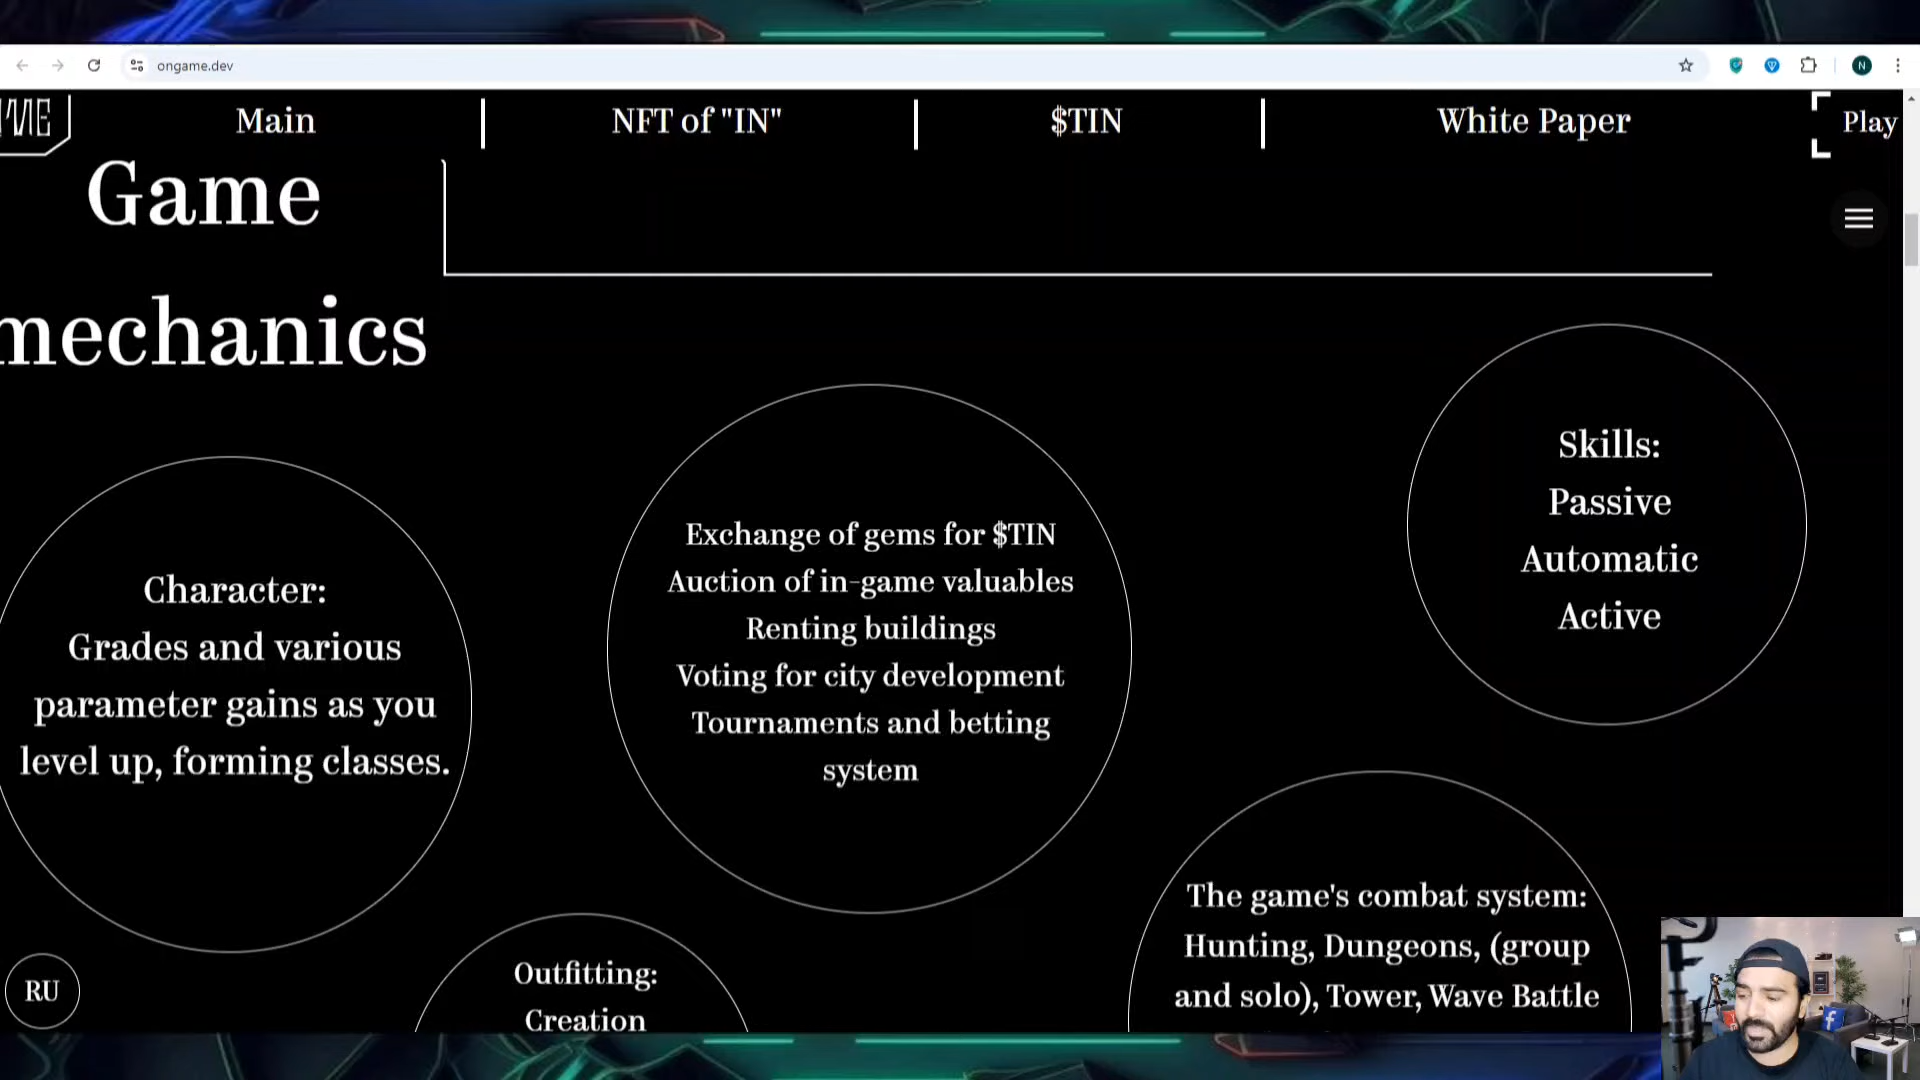 ongame.dev
N
Main
NFT of "IN"
$TIN
White Paper
Play
Game
mechanics
Character:
Grades and various
parameter gains as you
level up, forming classes.
Exchange of gems for $TIN
Auction of in-game valuables
Renting buildings
Voting for city development
Tournaments and betting
system
Skills:
Passive
Automatic
Active
Outfitting:
Creation
The game's combat system:
Hunting, Dungeons, (group
and solo), Tower, Wave Battle
RU